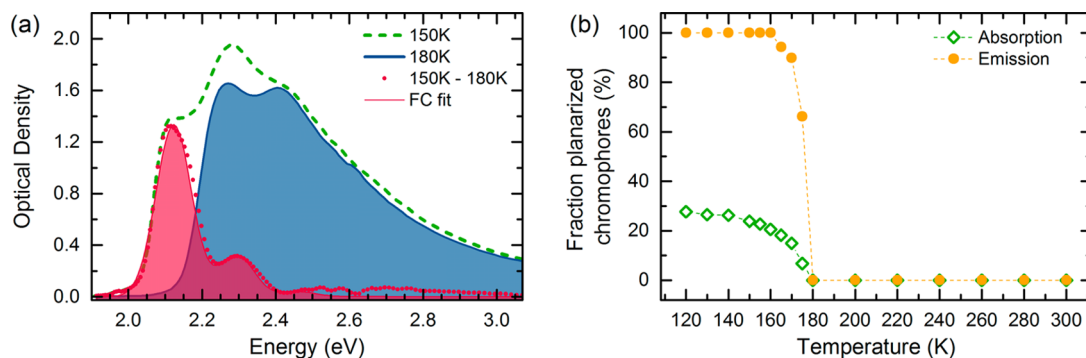 (a)
150K
180K
150K - 180K
FC fit
Optical Density
2.0
1.6
1.2
0.8
0.4
0.0
2.0 2.2 2.4 2.6 2.8 3.0
Energy (eV)
(b)
Absorption
Emission
Fraction planarized
chromophores (%)
100
80
60
40
20
0
120 140 160 180 200 220 240 260 280 300
Temperature (K)